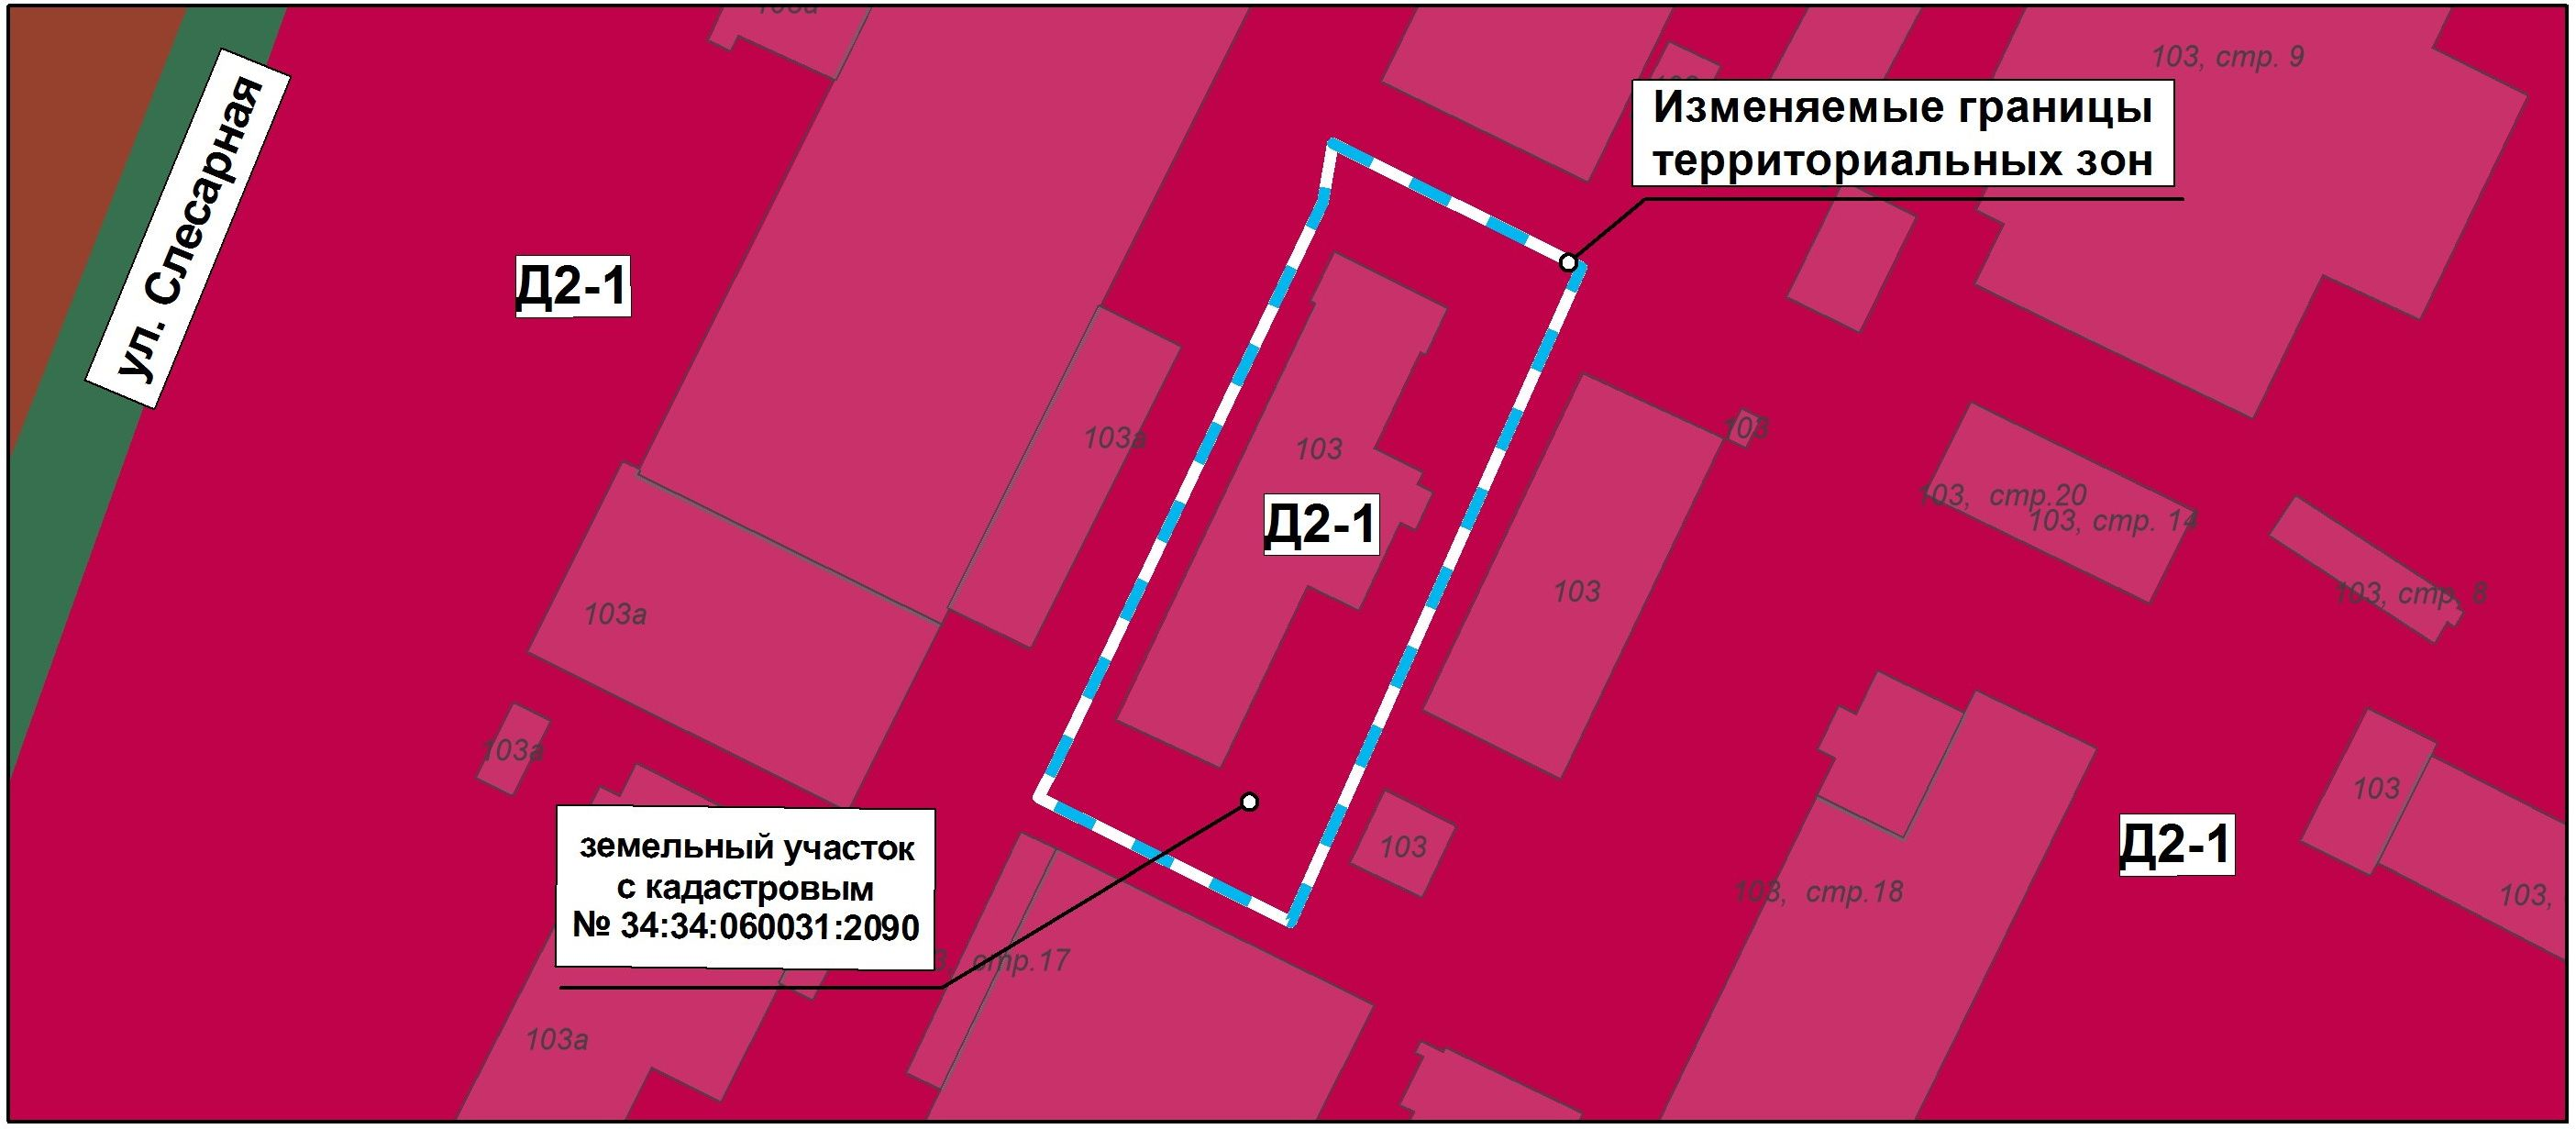 103, стр. 9
Изменяемые границы
территориальных зон
ул. Слесарная
Д2-1
103а
103
108
103, стр.20
103, стр. 14
Д2-1
103, стр. 8
103
103а
103а
103
земельный участок
с кадастровым
№ 34:34:060031:2090
103
Д2-1
103, стр.18
103,
стр.17
103а